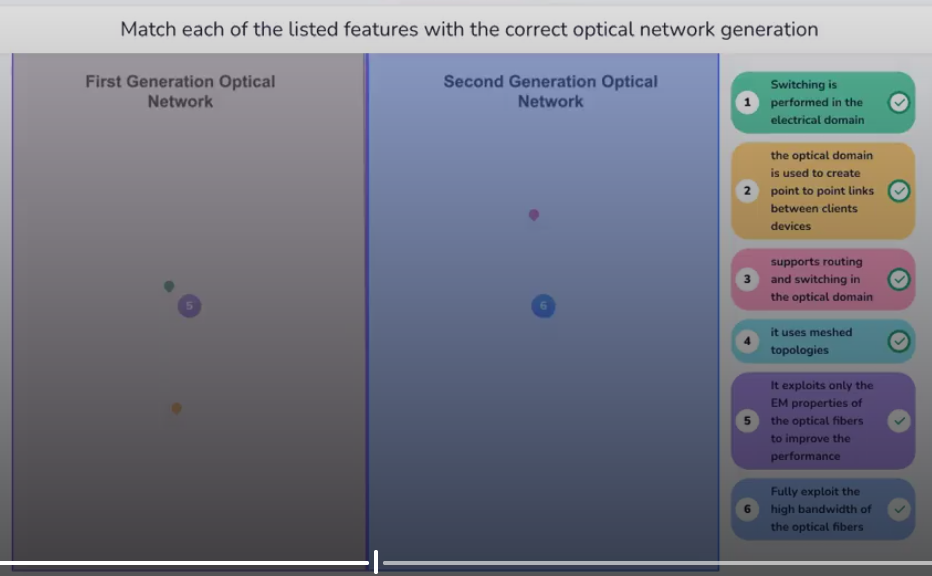 Match each of the listed features with the correct optical network generation
First Generation Optical
Network
Second Generation Optical
Network
5
6
1
Switching is
performed in the
electrical domain
2
the optical domain
is used to create
point to point links
between clients
devices
3
supports routing
and switching in
the optical domain
4
it uses meshed
topologies
5
It exploits only the
EM properties of
the optical fibers
to improve the
performance
6
Fully exploit the
high bandwidth of
the optical fibers